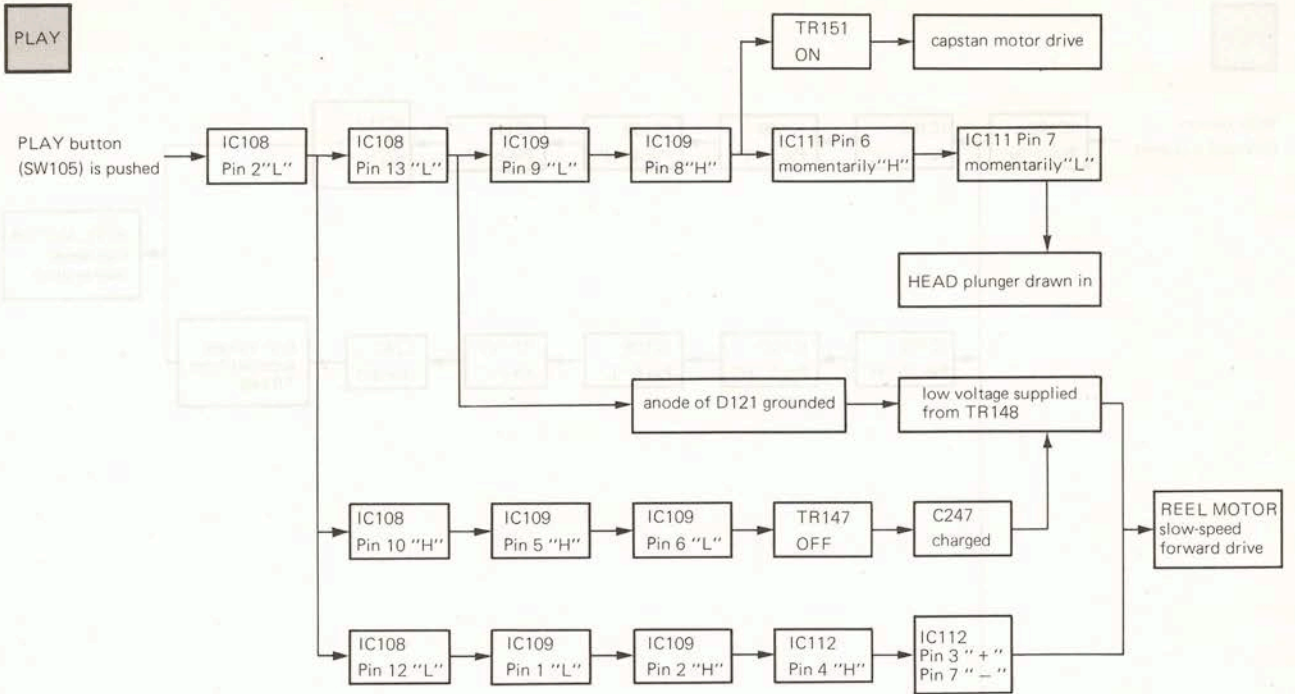 PLAY
TR151
ON
capstan motor drive
PLAY button
(SW105) is pushed
IC108
Pin 2"L"
IC108
Pin 13 "L"
IC109
Pin 9 "L"
IC109
Pin 8"H"
IC111 Pin 6
momentarily"H"
IC111 Pin 7
momentarily"L"
HEAD plunger drawn in
anode of D121 grounded
low voltage supplied
from TR148
IC108
Pin 10 "H"
IC109
Pin 5 "H"
IC109
Pin 6 "L"
TR147
OFF
C247
charged
REEL MOTOR
slow-speed
forward drive
IC108
Pin 12 "L"
IC109
Pin 1 "L"
IC109
Pin 2 "H"
IC112
Pin 4 "H"
IC112
Pin 3 " + "
Pin 7 " − "